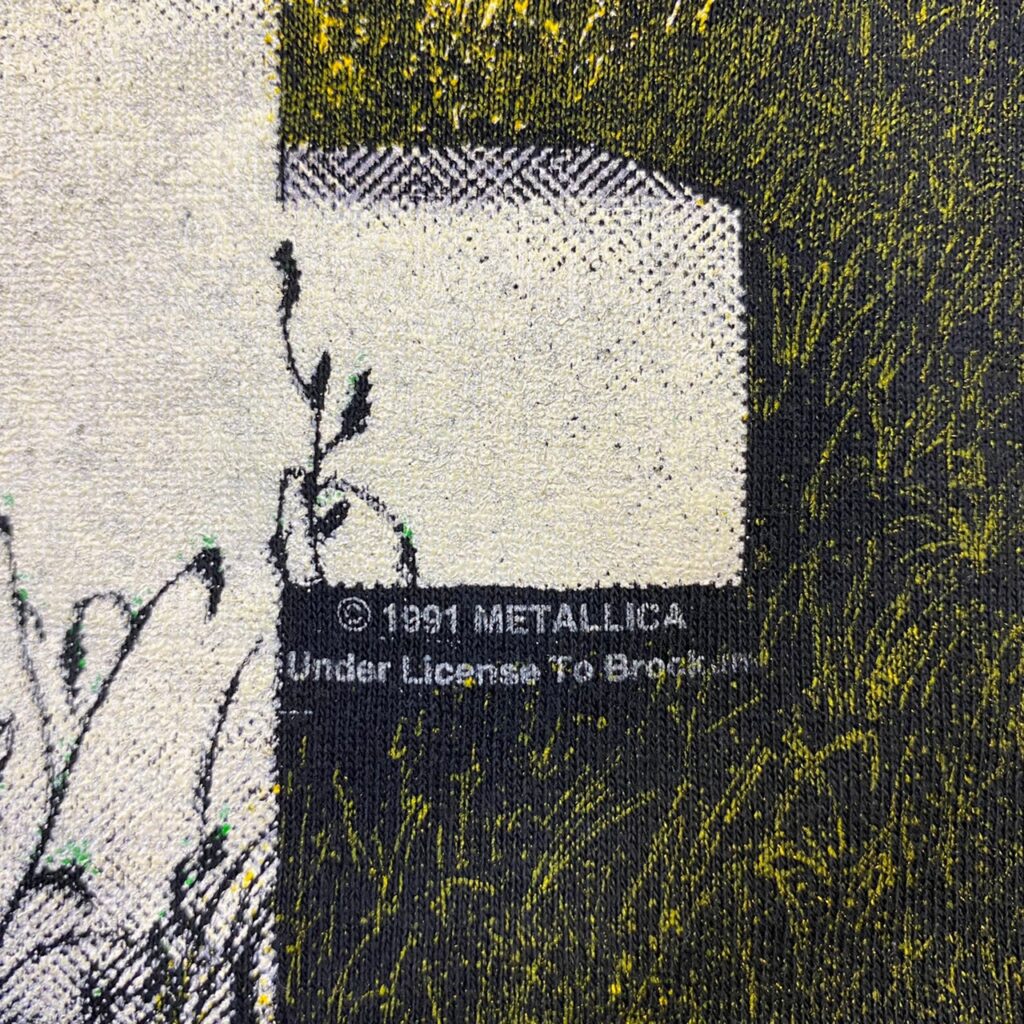 © 1991 METALLICA
Under License To Brockum